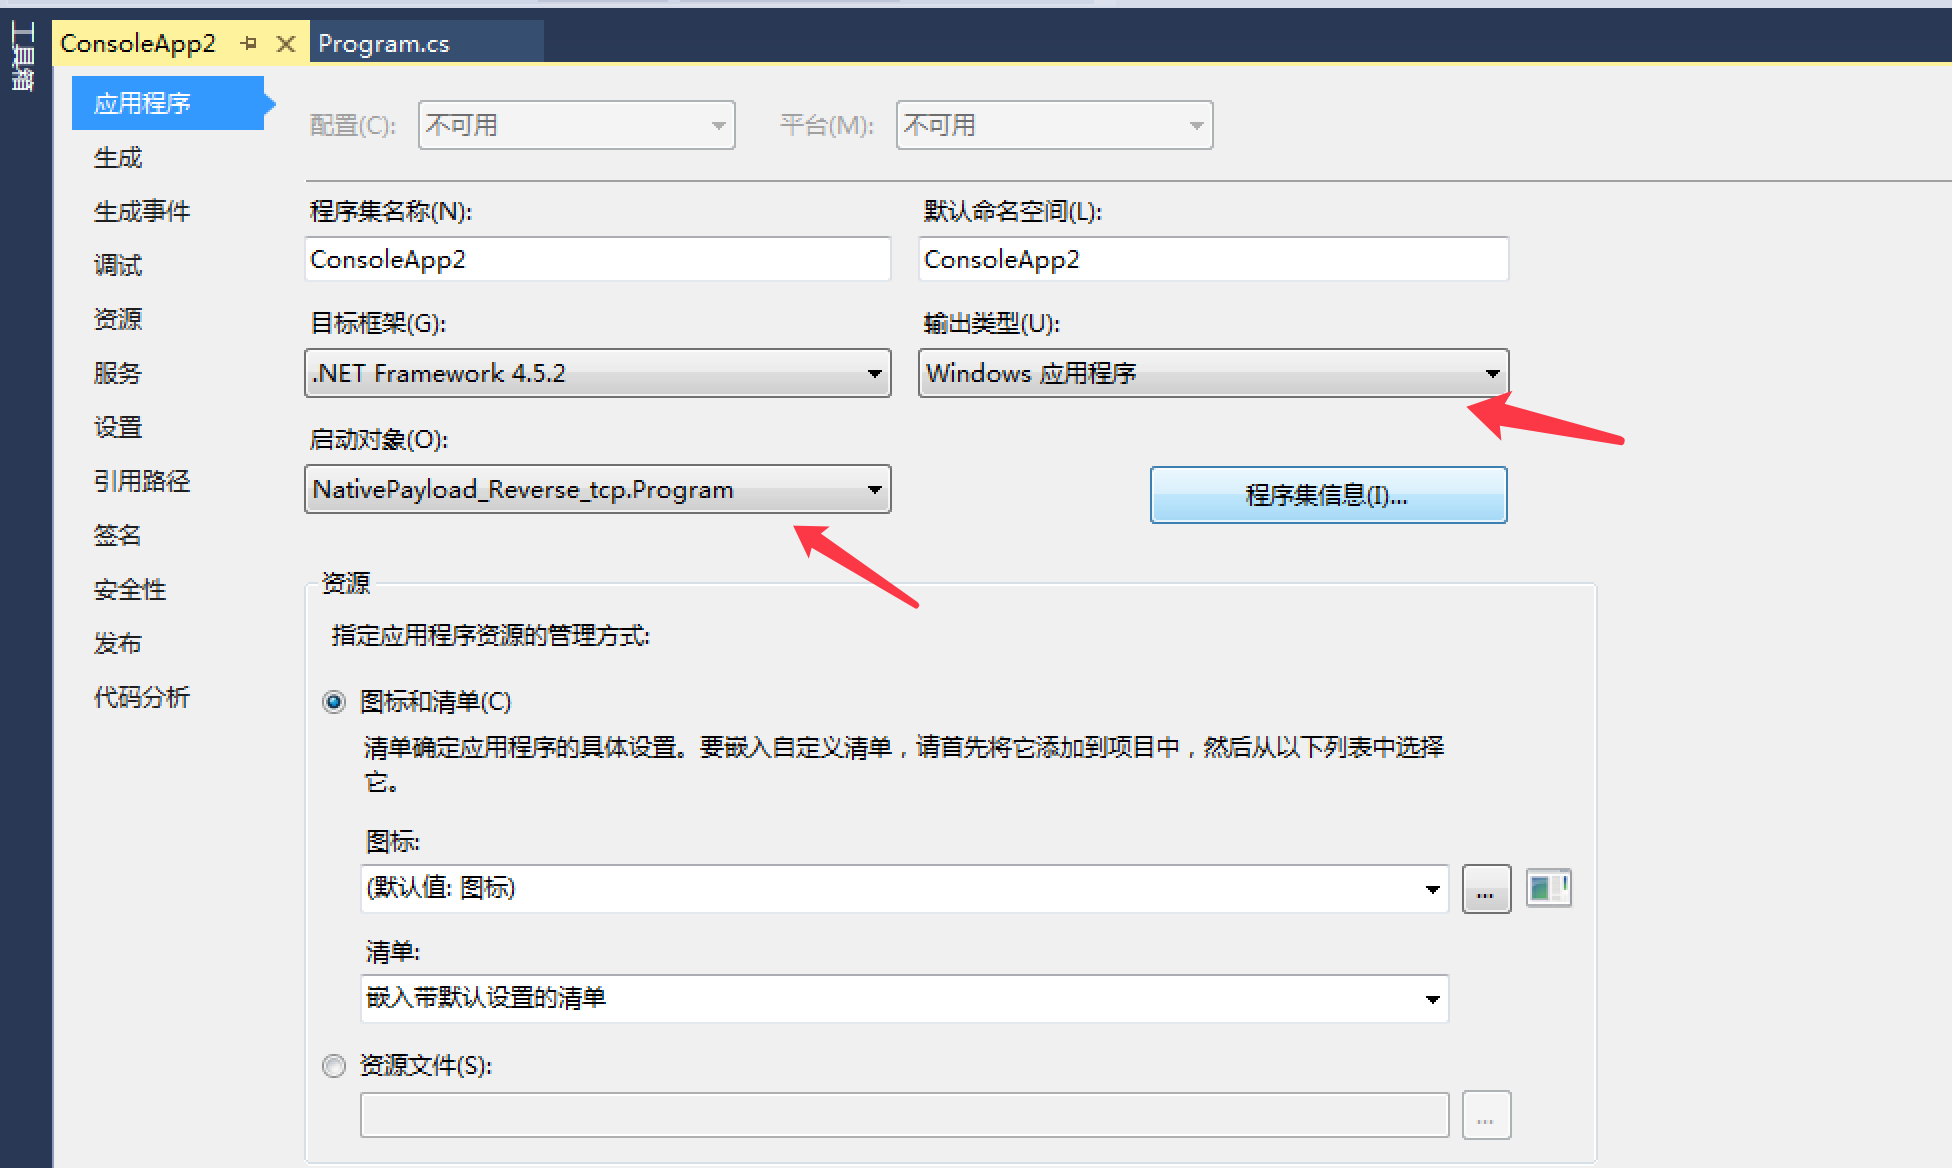 工具箱
ConsoleApp2
Program.cs
应用程序
生成
生成事件
调试
资源
服务
设置
引用路径
签名
安全性
发布
代码分析
配置(C): 不可用 平台(M): 不可用
程序集名称(N): 默认命名空间(L):
ConsoleApp2 ConsoleApp2
目标框架(G): 输出类型(U):
.NET Framework 4.5.2 Windows 应用程序
启动对象(O):
NativePayload_Reverse_tcp.Program 程序集信息(I)...
资源
指定应用程序资源的管理方式:
图标和清单(C)
清单确定应用程序的具体设置。要嵌入自定义清单，请首先将它添加到项目中，然后从以下列表中选择
它。
图标:
(默认值: 图标) ...
清单:
嵌入带默认设置的清单
资源文件(S):
...